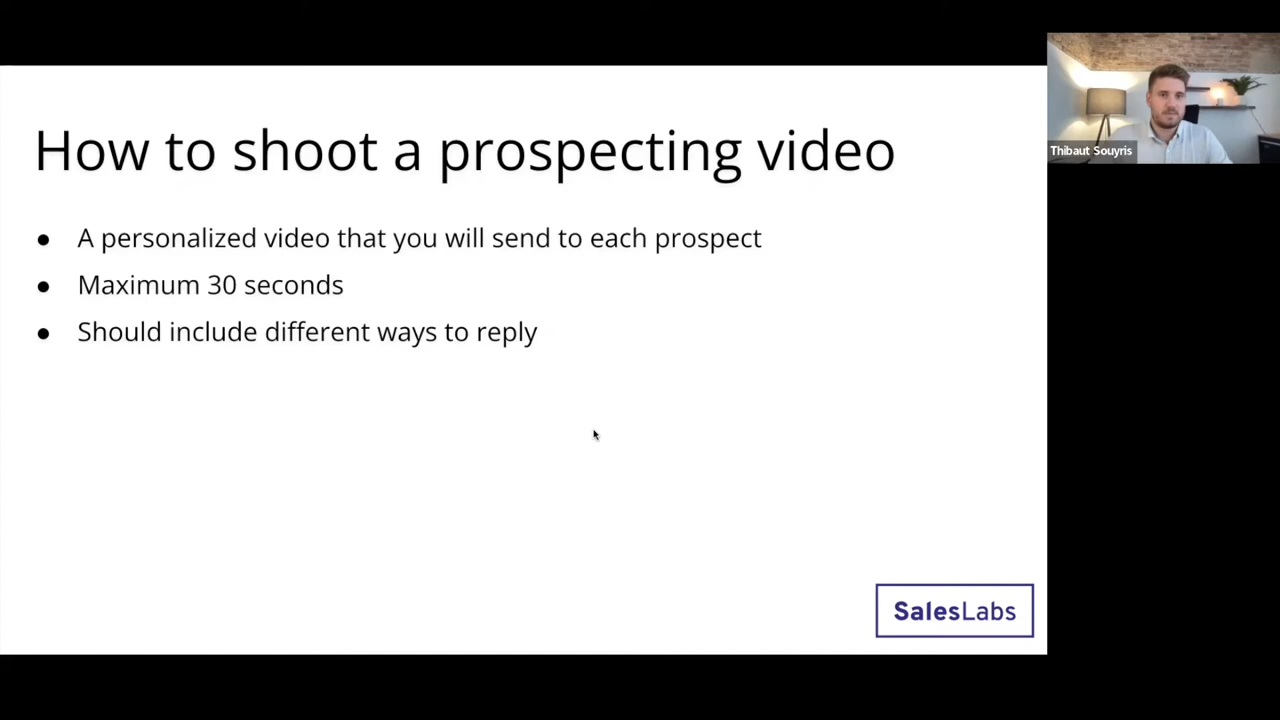 How to shoot a prospecting video
● A personalized video that you will send to each prospect
● Maximum 30 seconds
● Should include different ways to reply
SalesLabs
Thibaut Souyris